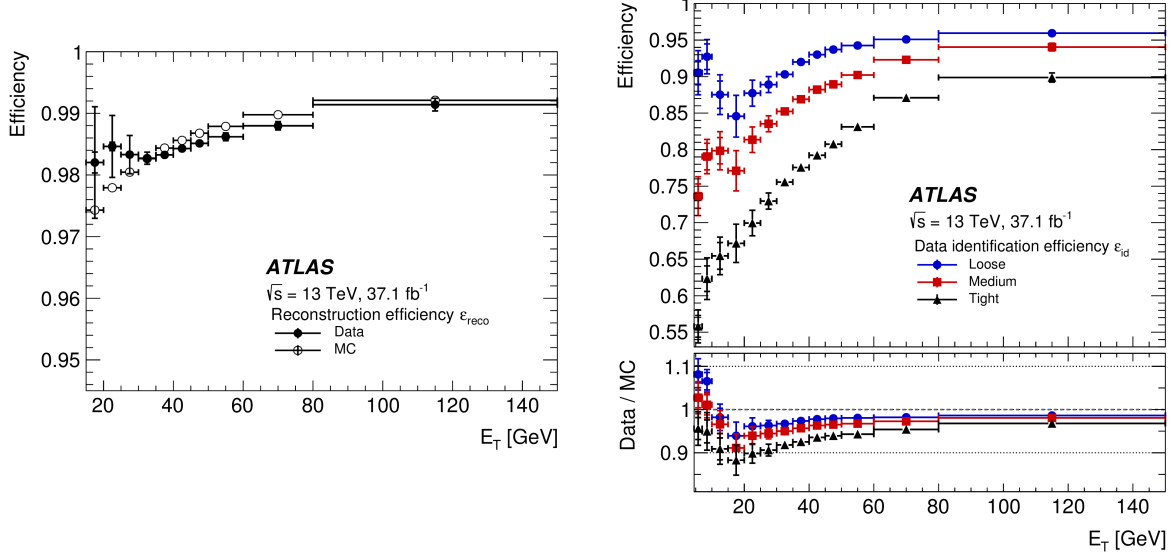 Efficiency
1
0.99
0.98
0.97
0.96
0.95
ATLAS
√s = 13 TeV, 37.1 fb⁻¹
Reconstruction efficiency ε_reco
Data
MC
20 40 60 80 100 120 140
E_T [GeV]
Efficiency
1
0.95
0.9
0.85
0.8
0.75
0.7
0.65
0.6
0.55
ATLAS
√s = 13 TeV, 37.1 fb⁻¹
Data identification efficiency ε_id
Loose
Medium
Tight
Data / MC
1.1
1
0.9
20 40 60 80 100 120 140
E_T [GeV]